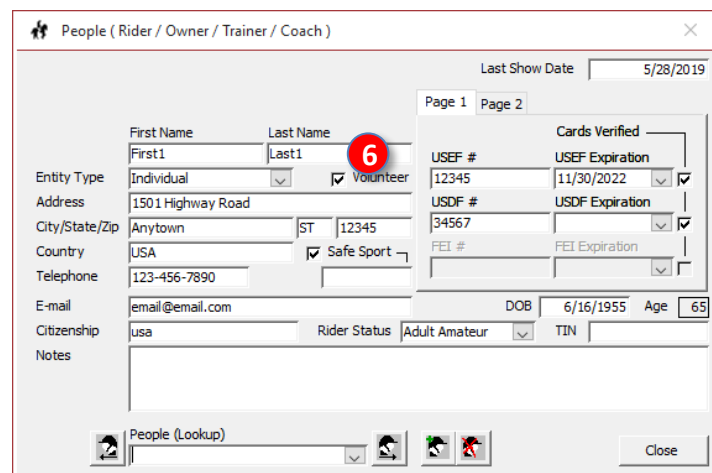 People ( Rider / Owner / Trainer / Coach )
Last Show Date 5/28/2019
Page 1 Page 2
Cards Verified
First Name Last Name
First1 Last1
6
USEF # USEF Expiration
Entity Type Individual Volunteer
12345 11/30/2022
Address 1501 Highway Road
USDF # USDF Expiration
City/State/Zip Anytown ST 12345
34567
Country USA Safe Sport
FEI # FEI Expiration
Telephone 123-456-7890
E-mail email@email.com DOB 6/16/1955 Age 65
Citizenship usa Rider Status Adult Amateur TIN
Notes
People (Lookup)
Close